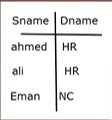 Sname Dname
ahmed HR
ali HR
Eman NC